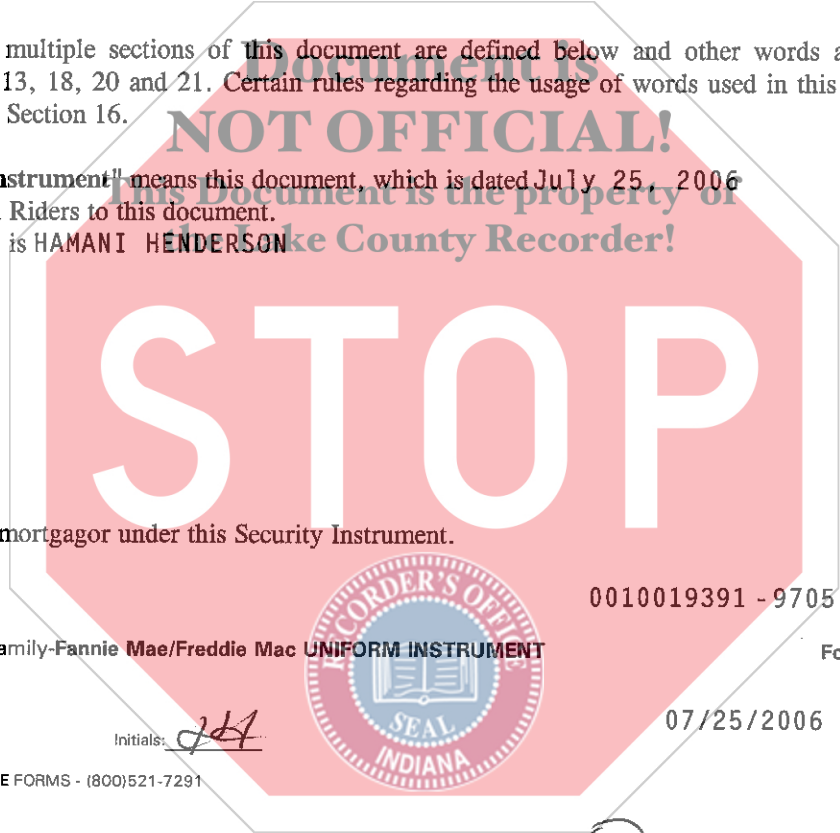 multiple sections of this document are defined below and other words
13, 18, 20 and 21. Certain rules regarding the usage of words used in this
Section 16.
Document is
NOT OFFICIAL!
This Document is the property of
the Lake County Recorder!
nstrument" means this document, which is dated July 25, 2006
Riders to this document.
is HAMANI HENDERSON
STOP
mortgagor under this Security Instrument.
0010019391 - 9705
amily-Fannie Mae/Freddie Mac UNIFORM INSTRUMENT
Fo
RECORDER'S OFFICE
SEAL
INDIANA
Initials: JH
07/25/2006
E FORMS - (800)521-7291